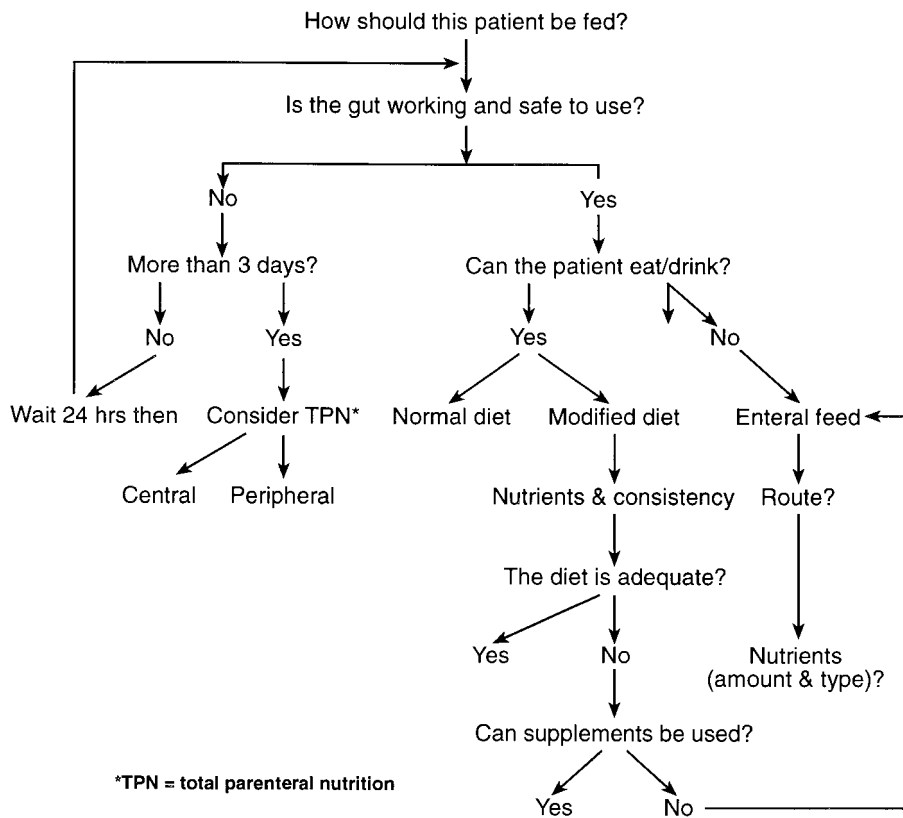 How should this patient be fed?
Is the gut working and safe to use?
No
Yes
More than 3 days?
Can the patient eat/drink?
No
Yes
Yes
No
Wait 24 hrs then
Consider TPN*
Normal diet
Modified diet
Enteral feed
Central
Peripheral
Nutrients & consistency
Route?
The diet is adequate?
Yes
No
Nutrients
(amount & type)?
Can supplements be used?
*TPN = total parenteral nutrition
Yes
No